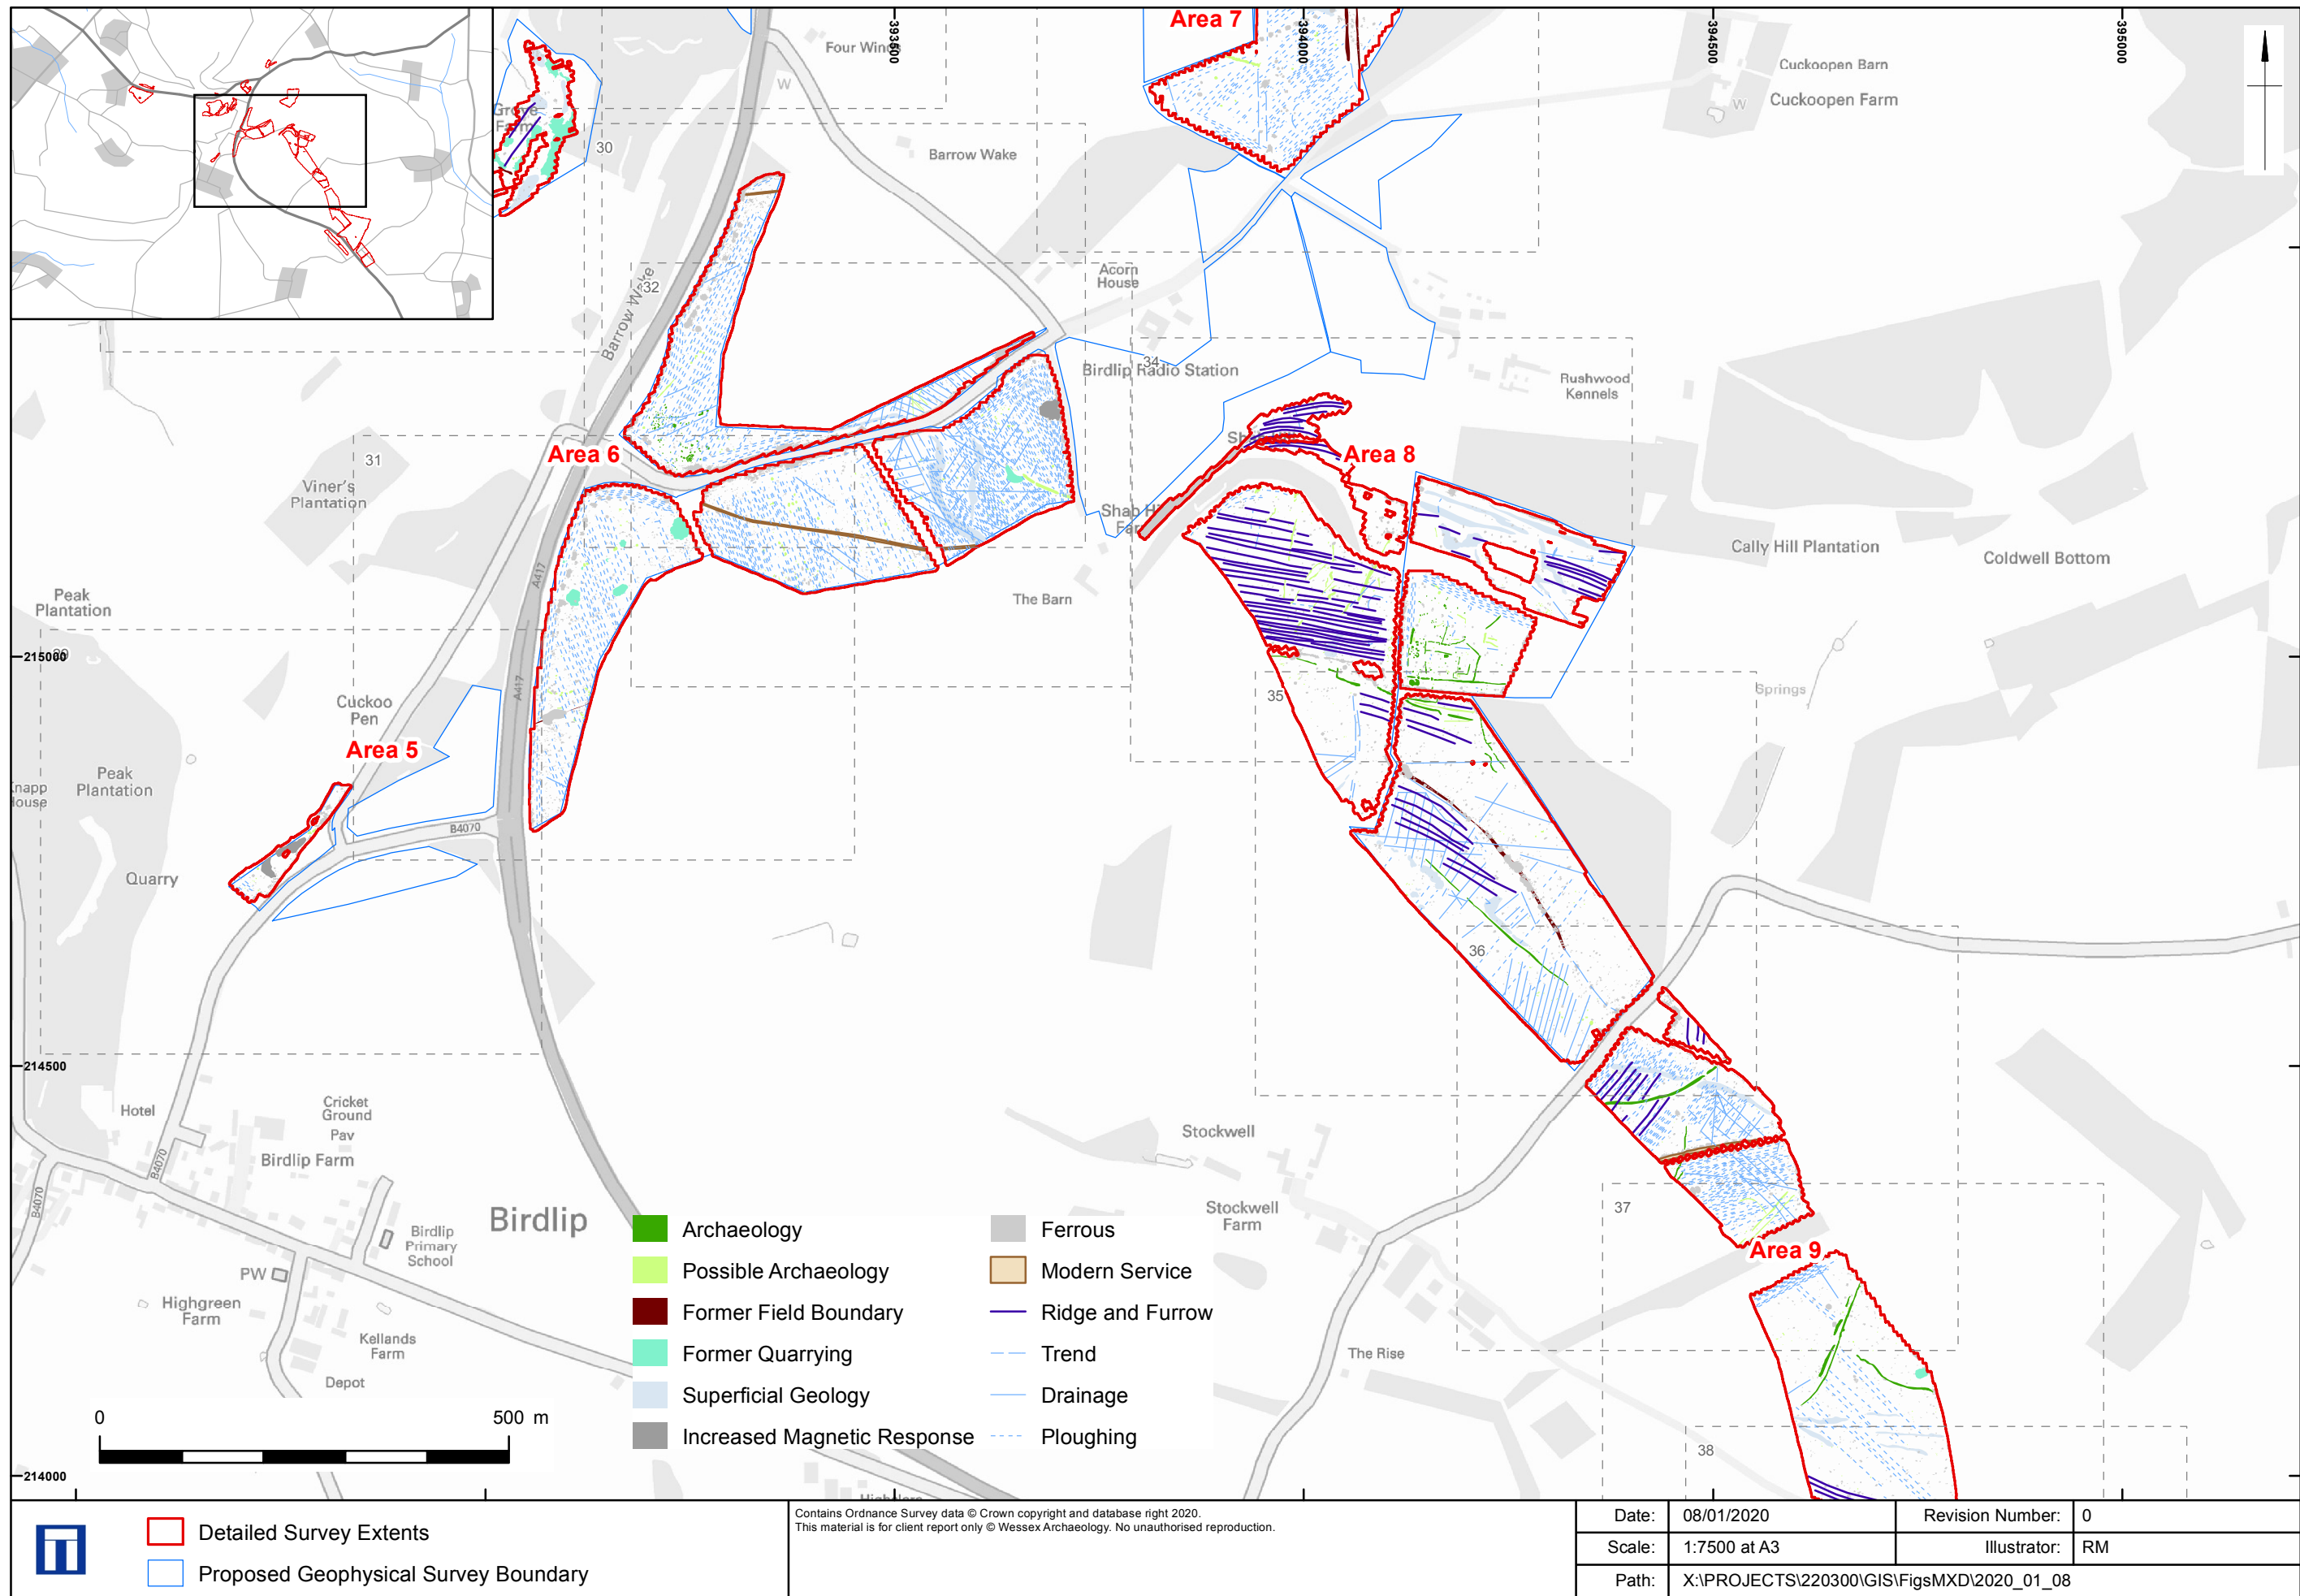 Area 7
393500
394000
394500
395000
Four Winds
W
Cuckoopen Barn
W
Cuckoopen Farm
Grove
Farm
30
Barrow Wake
32
Barrow Wake
Acorn
House
34
Birdlip Radio Station
Rushwood
Kennels
Area 6
Area 8
31
Viner's
Plantation
Shab Hill
Farm
A417
Cally Hill Plantation
Coldwell Bottom
Peak
Plantation
The Barn
215000
A417
35
Springs
Cuckoo
Pen
Area 5
Peak
Plantation
Knapp
House
B4070
Quarry
36
214500
Hotel
Cricket
Ground
Pav
Birdlip Farm
B4070
B4070
Stockwell
Stockwell
Farm
37
Birdlip
Birdlip
Primary
School
PW
Area 9
Highgreen
Farm
Kellands
Farm
Depot
The Rise
38
214000
Archaeology
Possible Archaeology
Former Field Boundary
Former Quarrying
Superficial Geology
Increased Magnetic Response
Ferrous
Modern Service
Ridge and Furrow
Trend
Drainage
Ploughing
0 500 m
Detailed Survey Extents
Proposed Geophysical Survey Boundary
Contains Ordnance Survey data © Crown copyright and database right 2020.
This material is for client report only © Wessex Archaeology. No unauthorised reproduction.
Date: 08/01/2020 Revision Number: 0
Scale: 1:7500 at A3 Illustrator: RM
Path: X:\PROJECTS\220300\GIS\FigsMXD\2020_01_08